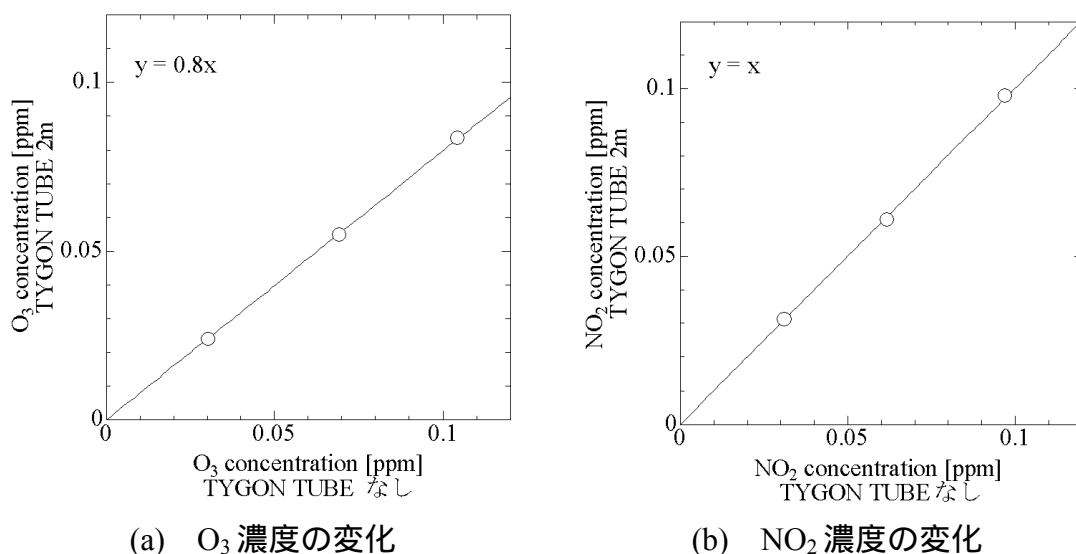 y = 0.8x
0.1
0.05
0
0
0.05
0.1
O₃ concentration [ppm]
TYGON TUBE 2m
O₃ concentration [ppm]
TYGON TUBE なし
(a) O₃ 濃度の変化
y = x
0.1
0.05
0
0
0.05
0.1
NO₂ concentration [ppm]
TYGON TUBE 2m
NO₂ concentration [ppm]
TYGON TUBE なし
(b) NO₂ 濃度の変化